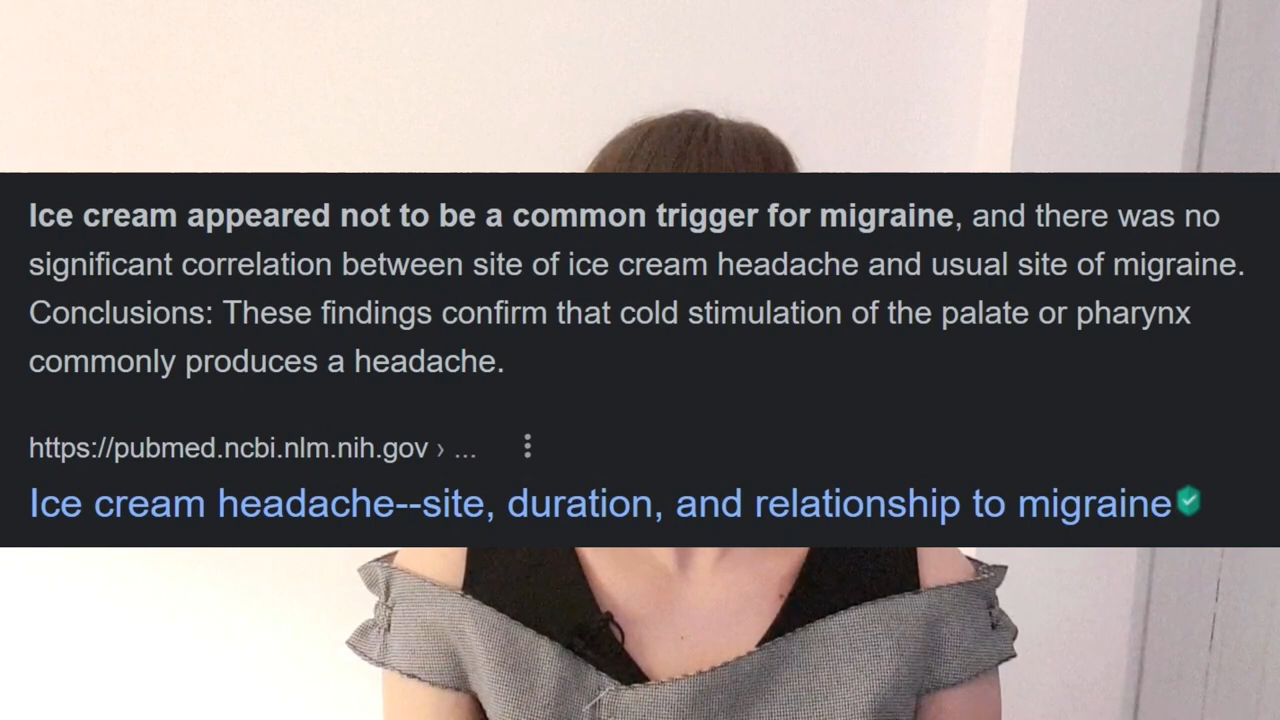 Ice cream appeared not to be a common trigger for migraine, and there was no
significant correlation between site of ice cream headache and usual site of migraine.
Conclusions: These findings confirm that cold stimulation of the palate or pharynx
commonly produces a headache.
https://pubmed.ncbi.nlm.nih.gov › ...
Ice cream headache--site, duration, and relationship to migraine